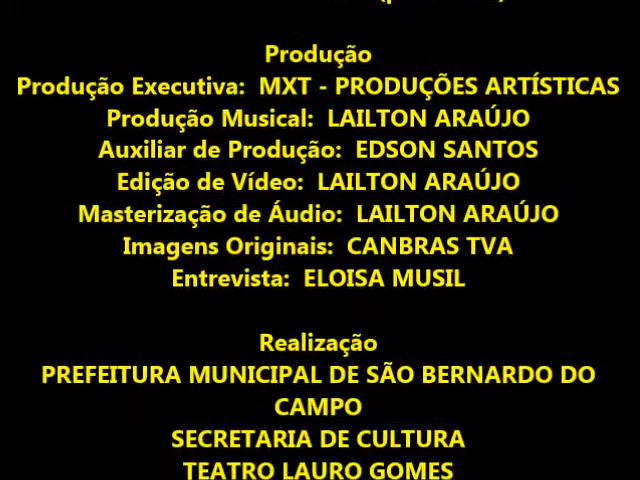 Produção
Produção Executiva: MXT - PRODUÇÕES ARTÍSTICAS
Produção Musical: LAILTON ARAÚJO
Auxiliar de Produção: EDSON SANTOS
Edição de Vídeo: LAILTON ARAÚJO
Masterização de Áudio: LAILTON ARAÚJO
Imagens Originais: CANBRAS TVA
Entrevista: ELOISA MUSIL
Realização
PREFEITURA MUNICIPAL DE SÃO BERNARDO DO
CAMPO
SECRETARIA DE CULTURA
TEATRO LAURO GOMES